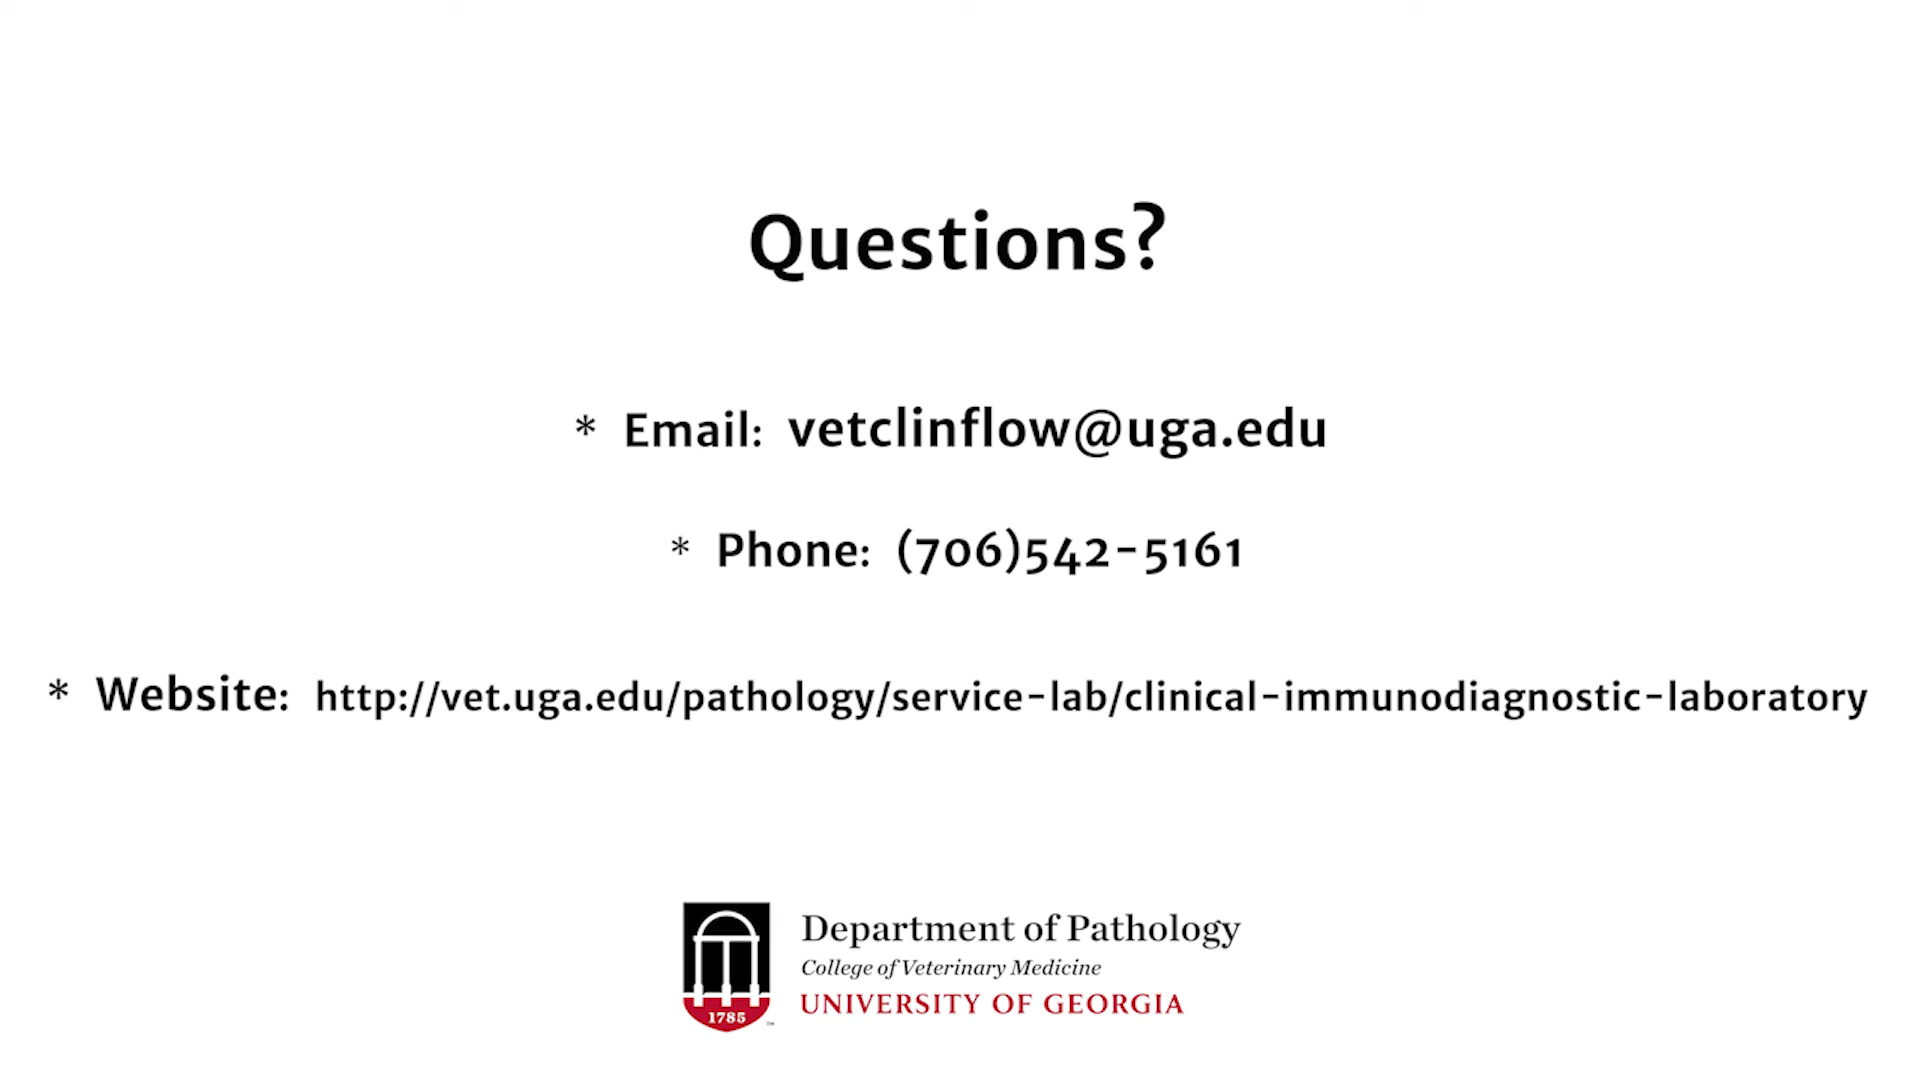 Questions?
* Email: vetclinflow@uga.edu
* Phone: (706)542-5161
* Website: http://vet.uga.edu/pathology/service-lab/clinical-immunodiagnostic-laboratory
Department of Pathology
College of Veterinary Medicine
UNIVERSITY OF GEORGIA
1785
™